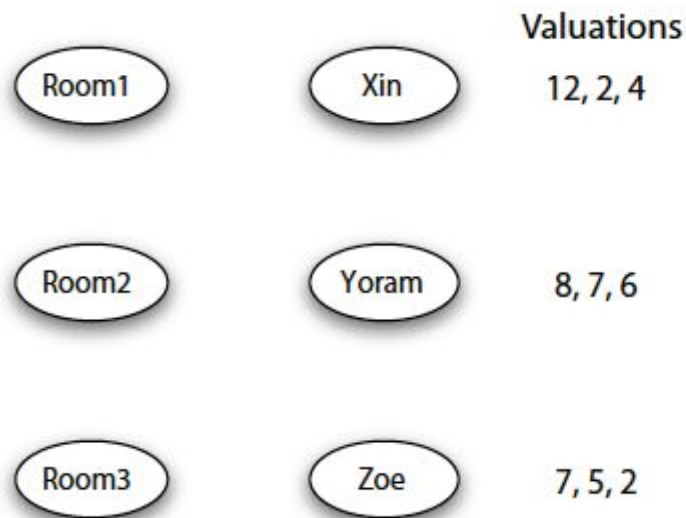 Valuations
Room1 Xin 12, 2, 4
Room2 Yoram 8, 7, 6
Room3 Zoe 7, 5, 2